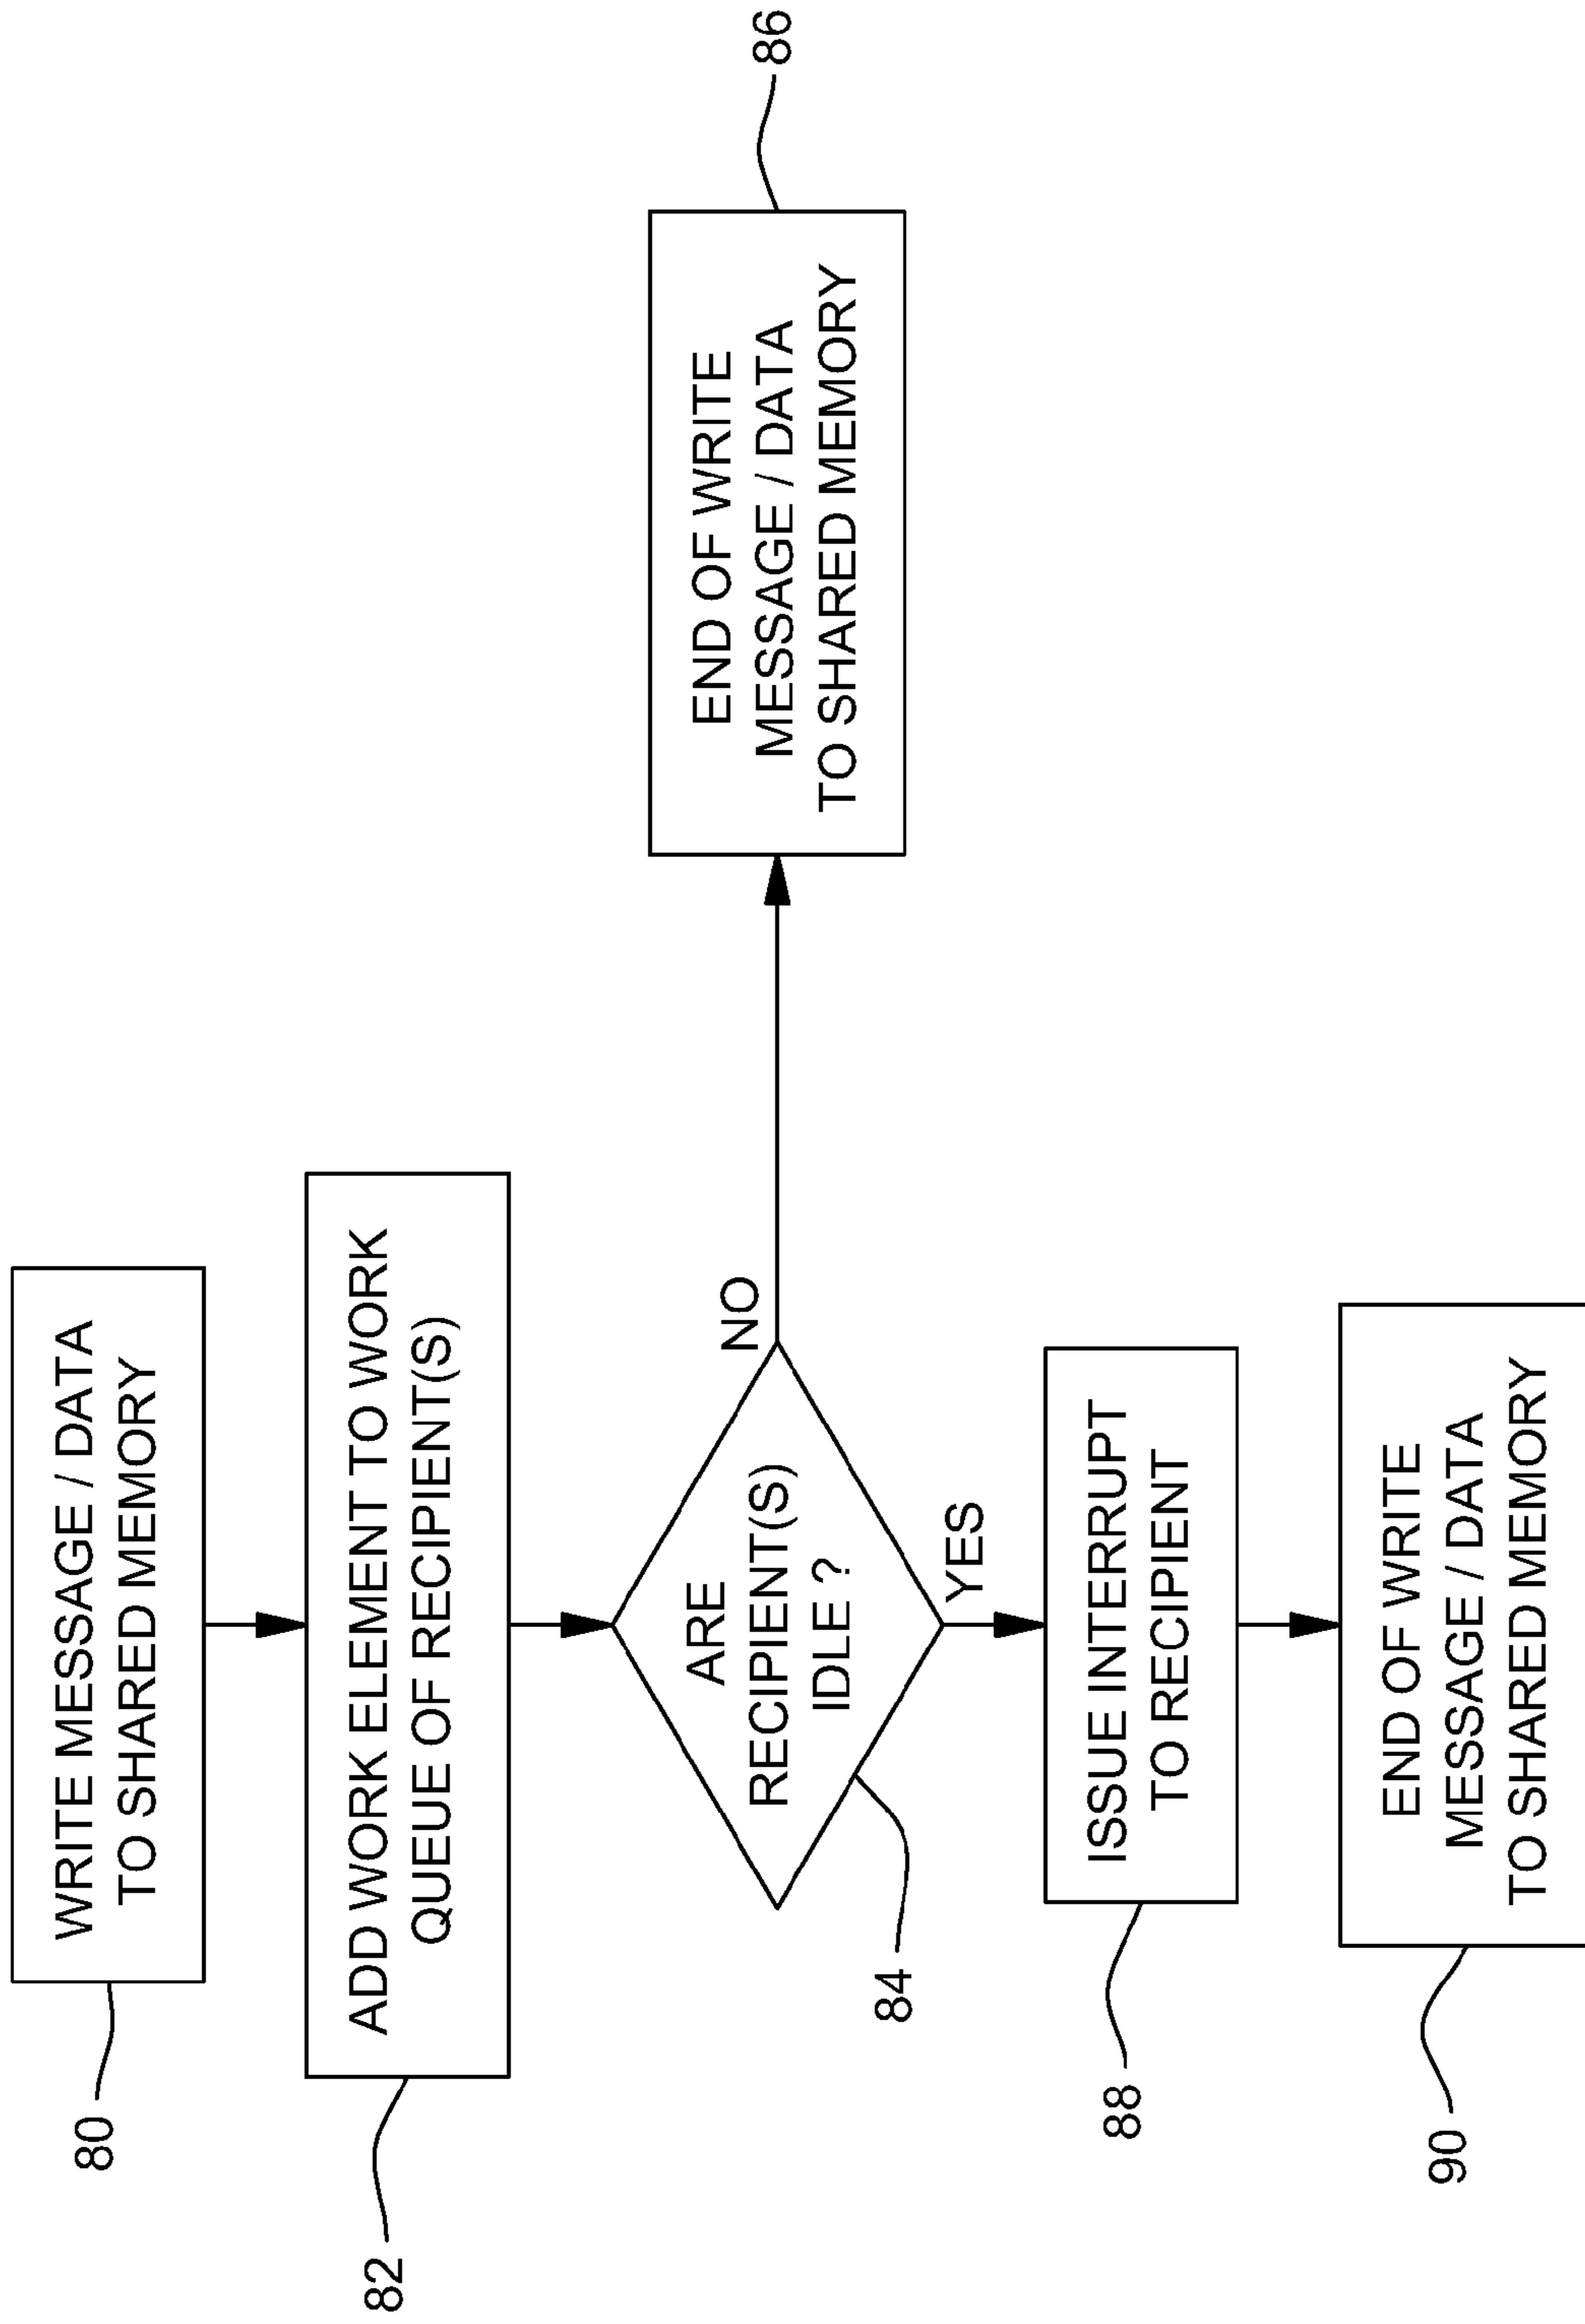 80
WRITE MESSAGE / DATA
TO SHARED MEMORY
82
ADD WORK ELEMENT TO WORK
QUEUE OF RECIPIENT(S)
84
ARE
RECIPIENT(S)
IDLE ?
NO
END OF WRITE
MESSAGE / DATA
TO SHARED MEMORY
86
YES
88
ISSUE INTERRUPT
TO RECIPIENT
90
END OF WRITE
MESSAGE / DATA
TO SHARED MEMORY